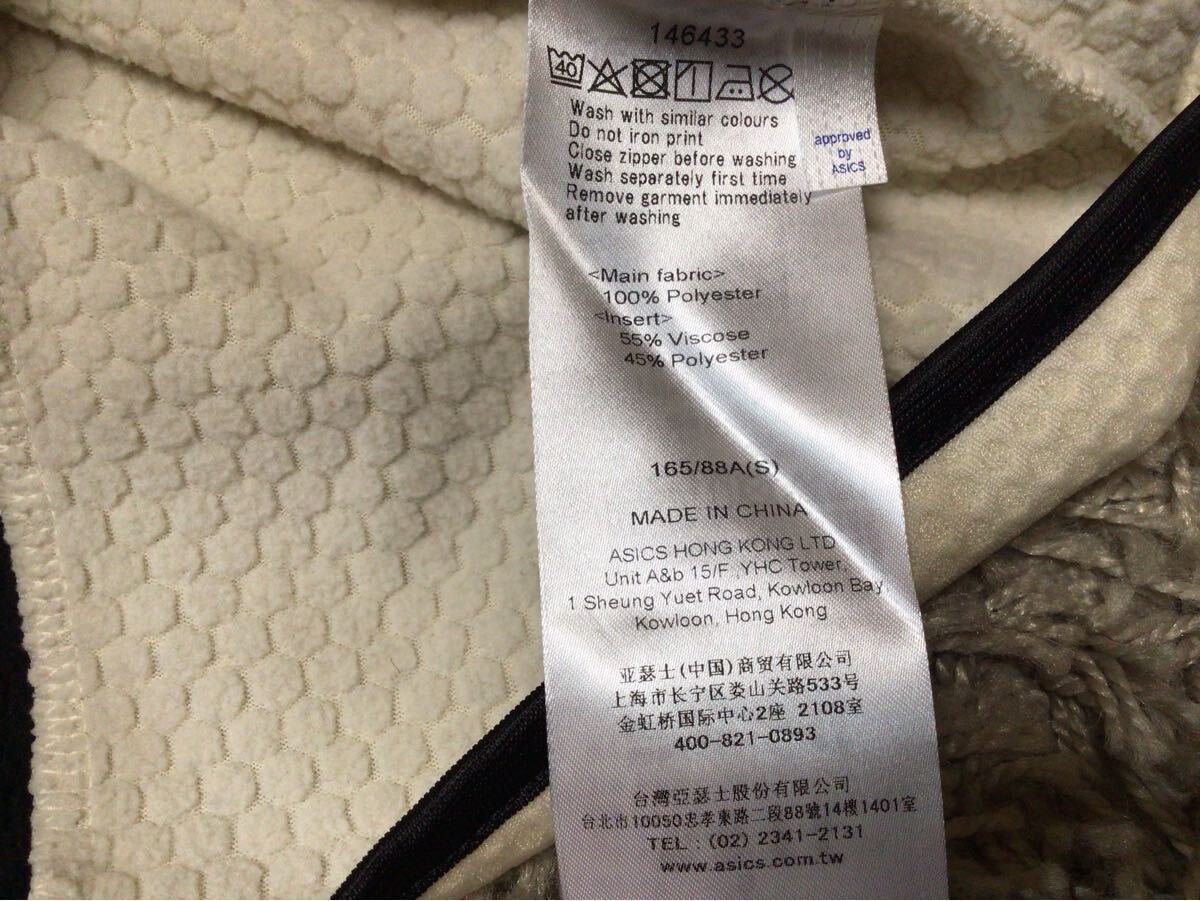 146433
40
Wash with similar colours
Do not iron print
Close zipper before washing
Wash separately first time
Remove garment immediately
after washing
approved
by
ASICS
<Main fabric>
100% Polyester
<Insert>
55% Viscose
45% Polyester
165/88A(S)
MADE IN CHINA
ASICS HONG KONG LTD
Unit A&b 15/F ,YHC Tower,
1 Sheung Yuet Road, Kowloon Bay,
Kowloon, Hong Kong
亚瑟士(中国)商贸有限公司
上海市长宁区娄山关路533号
金虹桥国际中心2座 2108室
400-821-0893
台灣亞瑟士股份有限公司
台北市10050忠孝東路二段88號14樓1401室
TEL : (02) 2341-2131
www.asics.com.tw